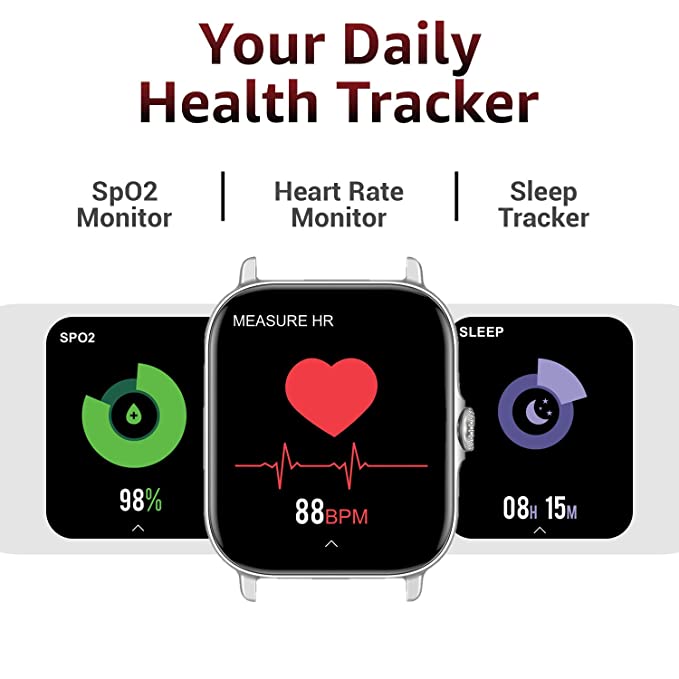 Your Daily
Health Tracker
SpO2
Monitor
Heart Rate
Monitor
Sleep
Tracker
SPO2
98%
MEASURE HR
88BPM
SLEEP
08H 15M